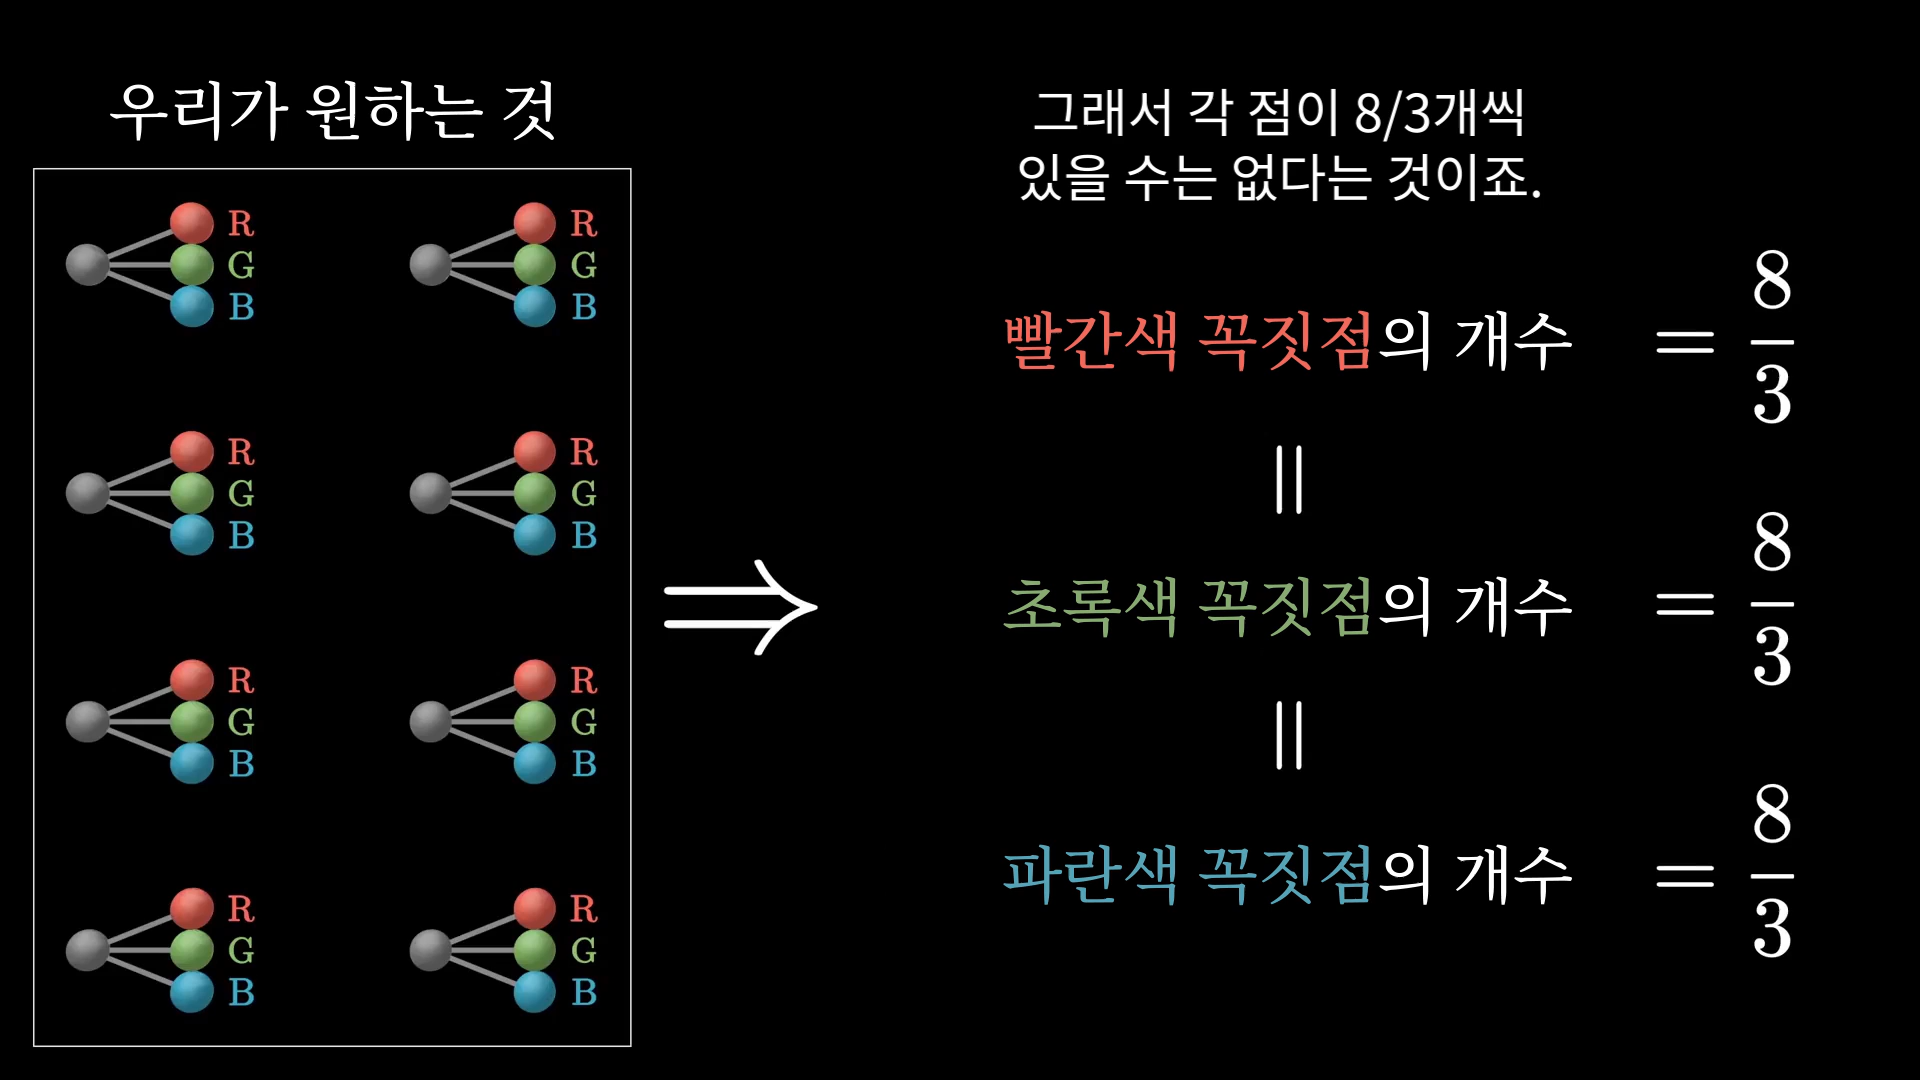 우리가 원하는 것
R
G
B
R
G
B
R
G
B
R
G
B
R
G
B
R
G
B
R
G
B
R
G
B
⇒
그래서 각 점이 8/3개씩
있을 수는 없다는 것이죠.
빨간색 꼭짓점의 개수 = 8/3
||
초록색 꼭짓점의 개수 = 8/3
||
파란색 꼭짓점의 개수 = 8/3